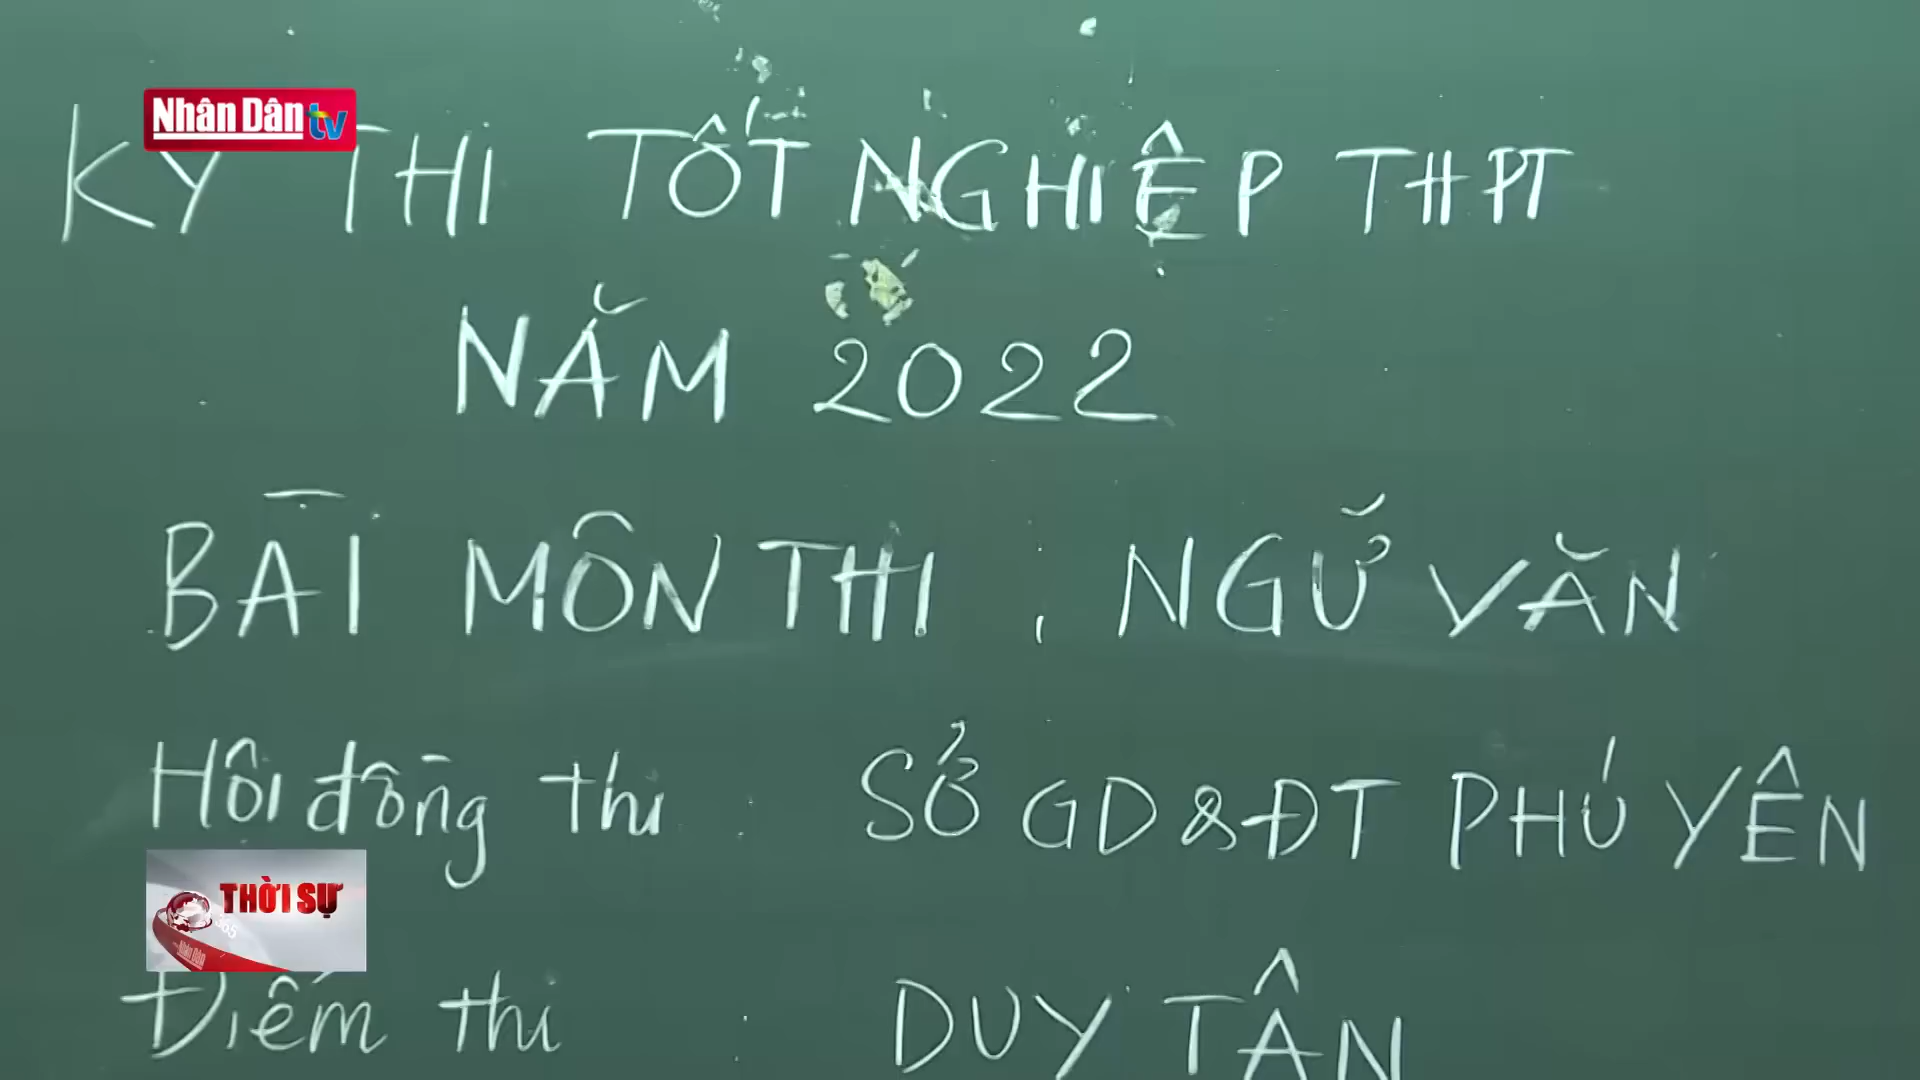 Nhân Dân tv
KỲ THI TỐT NGHIỆP THPT
NĂM 2022
BÀI MÔN THI : NGỮ VĂN
Hội đồng thi : SỞ GD&ĐT PHÚ YÊN
THỜI SỰ
Điểm thi : DUY TÂN